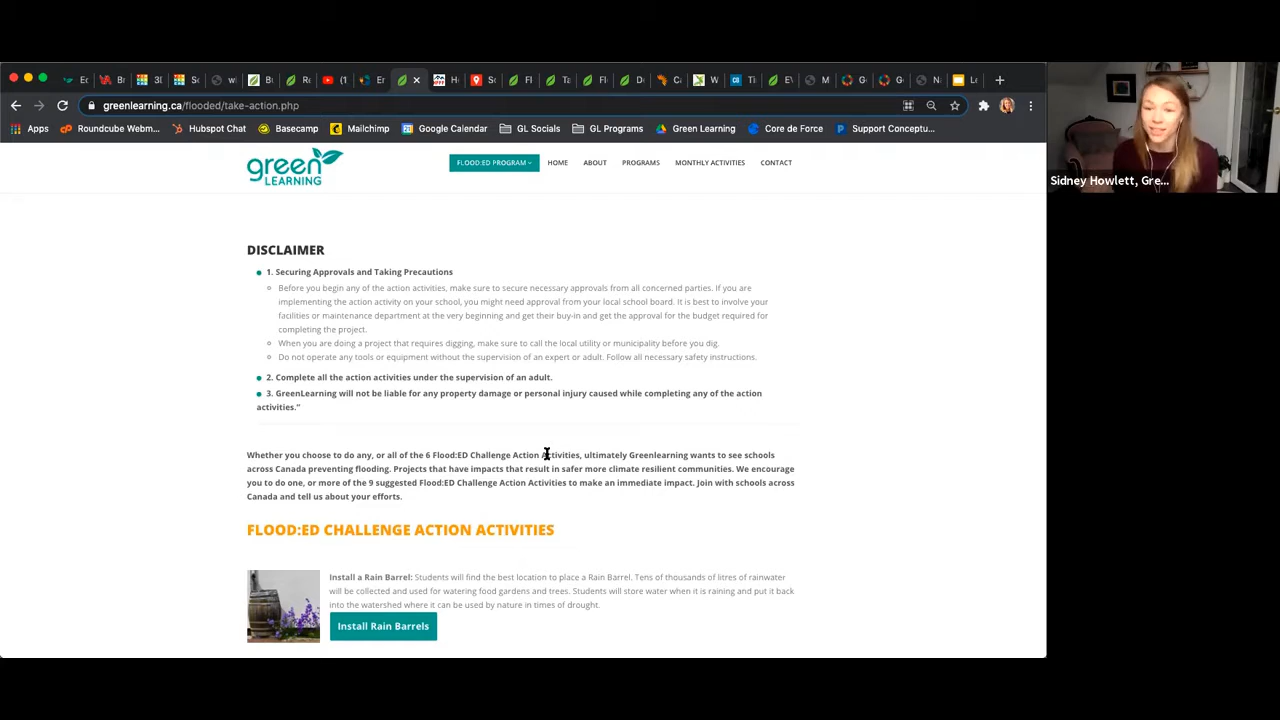 Ec
Br
3D
Se
w
B
Re
(1
Er
H
Sc
Fl
Ta
Fl
De
C
W
Ti
E\
M
G
G
N
L
greenlearning.ca/flooded/take-action.php
Apps
Roundcube Webm...
Hubspot Chat
Basecamp
Mailchimp
Google Calendar
GL Socials
GL Programs
Green Learning
Core de Force
Support Conceptu...
green LEARNING
FLOOD:ED PROGRAM
HOME
ABOUT
PROGRAMS
MONTHLY ACTIVITIES
CONTACT
Sidney Howlett, Gre...
DISCLAIMER
1. Securing Approvals and Taking Precautions
Before you begin any of the action activities, make sure to secure necessary approvals from all concerned parties. If you are
implementing the action activity on your school, you might need approval from your local school board. It is best to involve your
facilities or maintenance department at the very beginning and get their buy-in and get the approval for the budget required for
completing the project.
When you are doing a project that requires digging, make sure to call the local utility or municipality before you dig.
Do not operate any tools or equipment without the supervision of an expert or adult. Follow all necessary safety instructions.
2. Complete all the action activities under the supervision of an adult.
3. GreenLearning will not be liable for any property damage or personal injury caused while completing any of the action
activities."
Whether you choose to do any, or all of the 6 Flood:ED Challenge Action Activities, ultimately Greenlearning wants to see schools
across Canada preventing flooding. Projects that have impacts that result in safer more climate resilient communities. We encourage
you to do one, or more of the 9 suggested Flood:ED Challenge Action Activities to make an immediate impact. Join with schools across
Canada and tell us about your efforts.
FLOOD:ED CHALLENGE ACTION ACTIVITIES
Install a Rain Barrel: Students will find the best location to place a Rain Barrel. Tens of thousands of litres of rainwater
will be collected and used for watering food gardens and trees. Students will store water when it is raining and put it back
into the watershed where it can be used by nature in times of drought.
Install Rain Barrels